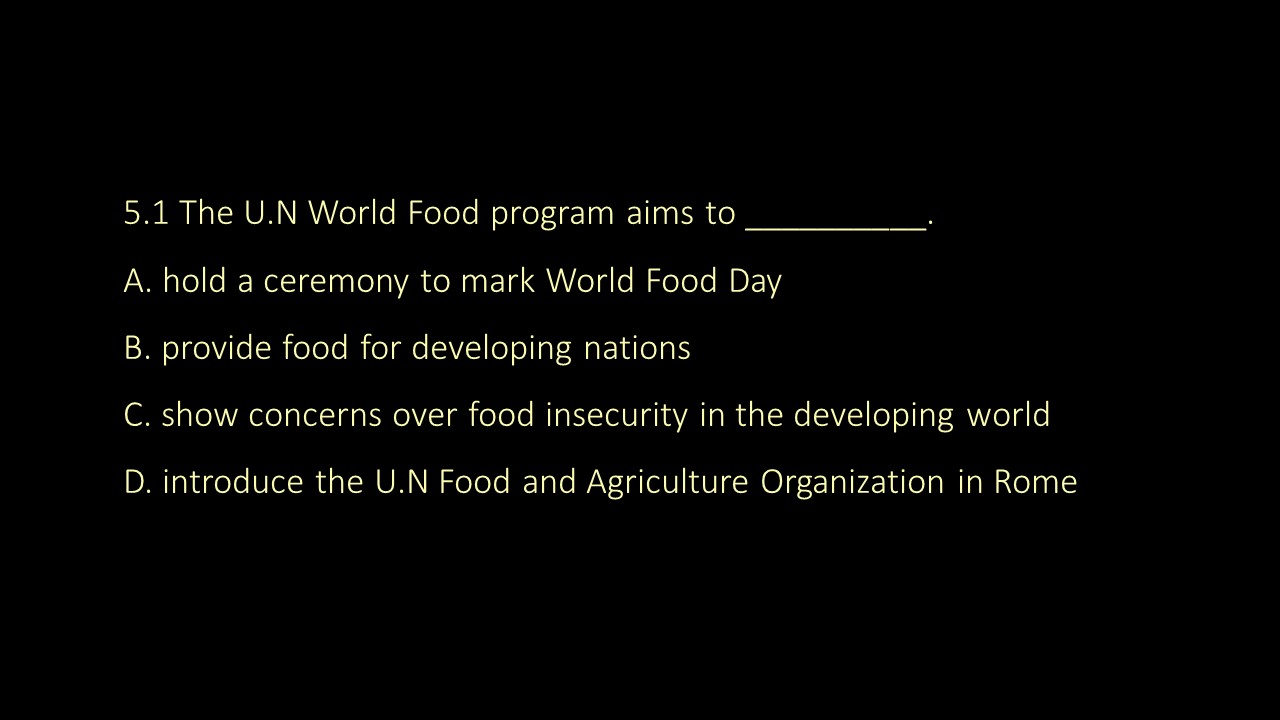 5.1 The U.N World Food program aims to __________.
A. hold a ceremony to mark World Food Day
B. provide food for developing nations
C. show concerns over food insecurity in the developing world
D. introduce the U.N Food and Agriculture Organization in Rome